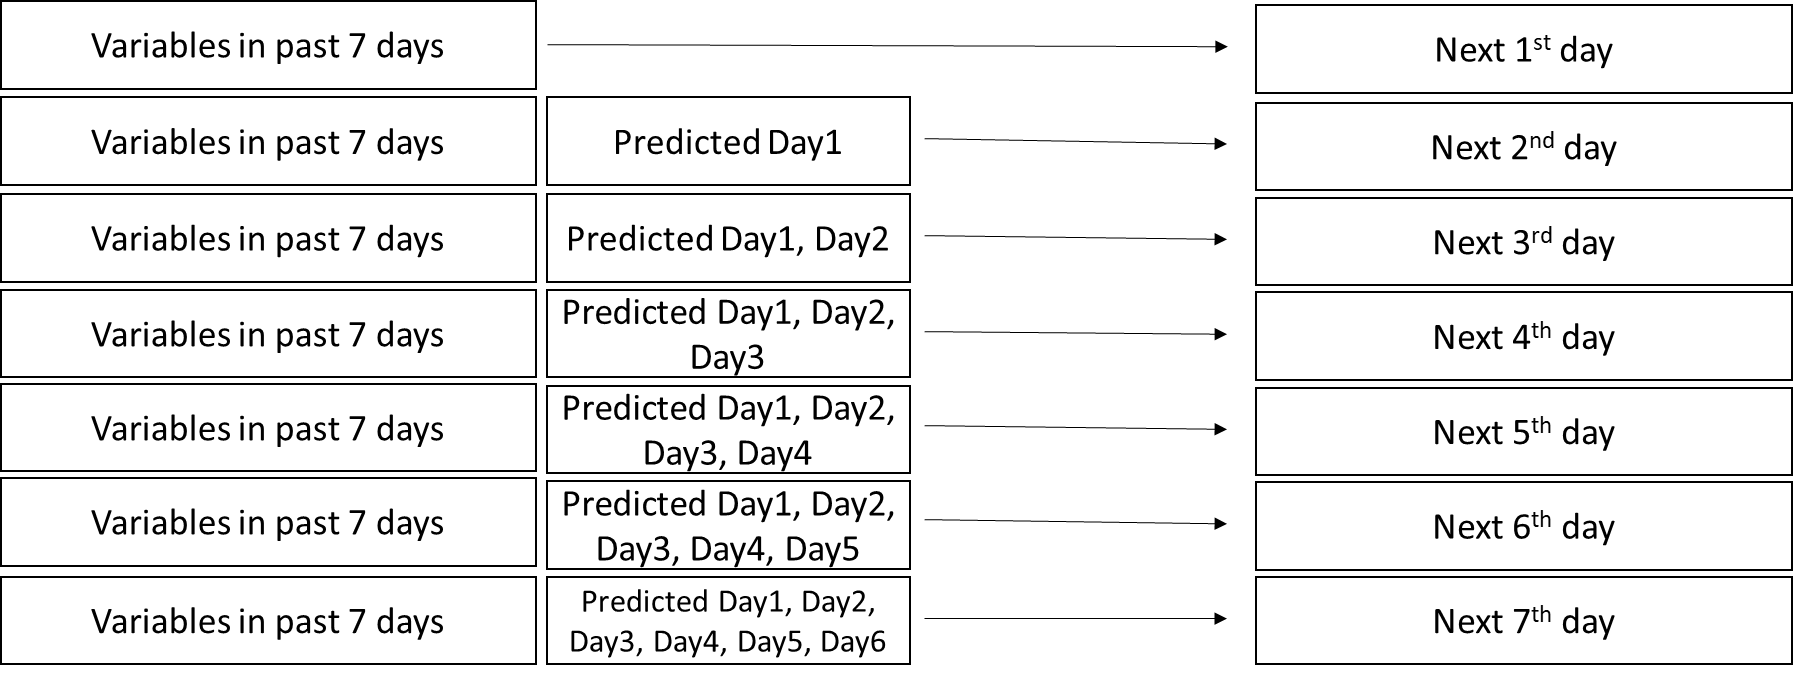 Variables in past 7 days
Next 1st day
Variables in past 7 days
Predicted Day1
Next 2nd day
Variables in past 7 days
Predicted Day1, Day2
Next 3rd day
Variables in past 7 days
Predicted Day1, Day2,
Day3
Next 4th day
Variables in past 7 days
Predicted Day1, Day2,
Day3, Day4
Next 5th day
Variables in past 7 days
Predicted Day1, Day2,
Day3, Day4, Day5
Next 6th day
Variables in past 7 days
Predicted Day1, Day2,
Day3, Day4, Day5, Day6
Next 7th day